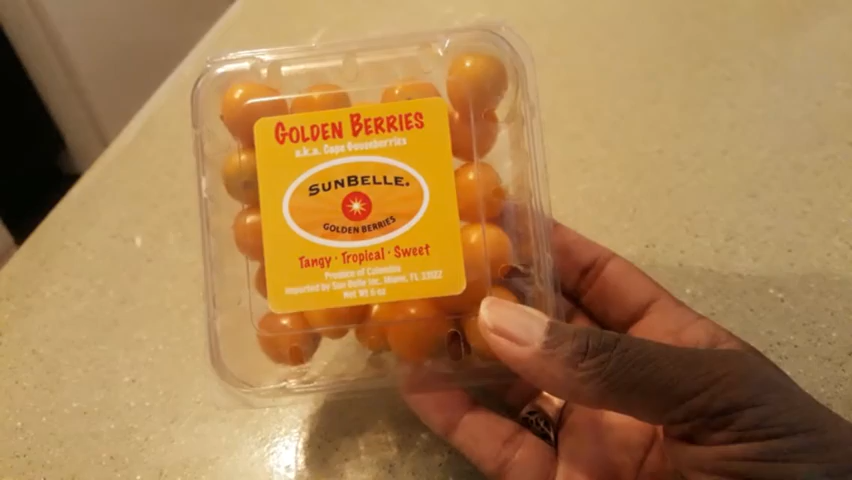 GOLDEN BERRIES
a.k.a. Cape Gooseberries
SUNBELLE®
GOLDEN BERRIES
Tangy · Tropical · Sweet
Produce of Colombia
Imported by Sun Belle Inc. Miami, FL 33122
Net Wt 6 oz